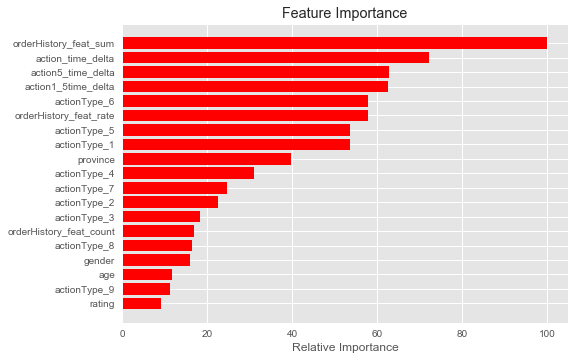 Feature Importance
orderHistory_feat_sum
action_time_delta
action5_time_delta
action1_5time_delta
actionType_6
orderHistory_feat_rate
actionType_5
actionType_1
province
actionType_4
actionType_7
actionType_2
actionType_3
orderHistory_feat_count
actionType_8
gender
age
actionType_9
rating
0 20 40 60 80 100
Relative Importance